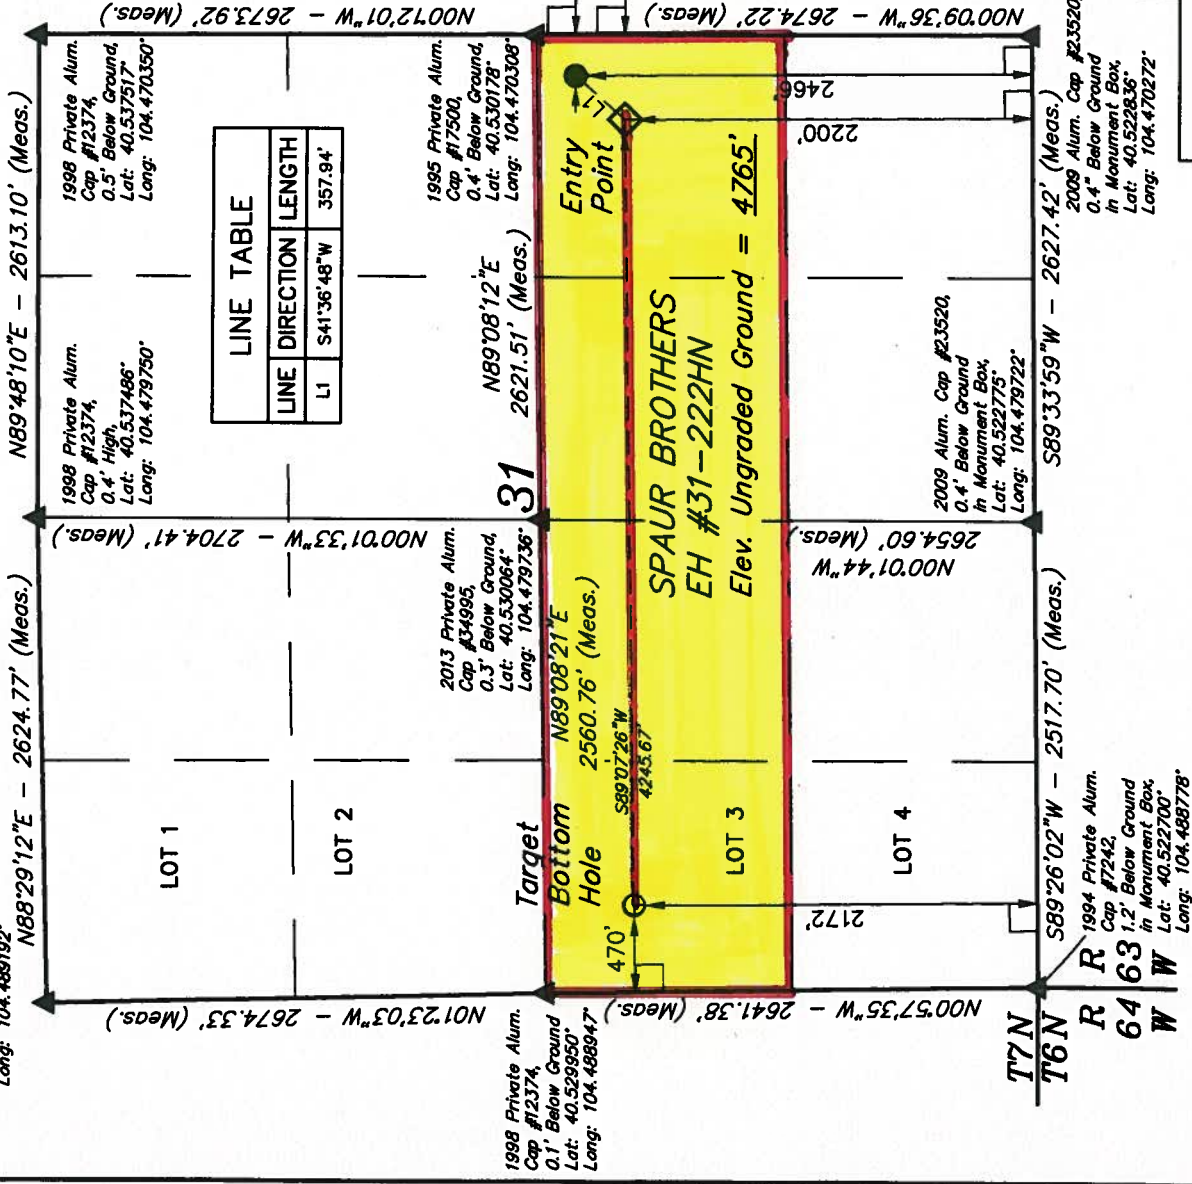 N88°29'12"E - 2624.77' (Meas.)
N89°48'10"E - 2613.10' (Meas.)
1998 Private Alum.
Cap #12374,
0.4' High,
Lat: 40.537486°
Long: 104.479750°
1998 Private Alum.
Cap #12374,
0.5' Below Ground,
Lat: 40.537517°
Long: 104.470350°
N00°12'01"W - 2673.92' (Meas.)
LINE TABLE
LINE DIRECTION LENGTH
L1 S41°36'48"W 357.94'
LOT 1
LOT 2
N01°23'03"W - 2674.33' (Meas.)
N00°01'33"W - 2704.41' (Meas.)
31
2013 Private Alum.
Cap #34995,
0.3' Below Ground,
Lat: 40.530064°
Long: 104.479736°
1995 Private Alum.
Cap #17500,
0.4' Below Ground,
Lat: 40.530178°
Long: 104.470308°
N89°08'12"E
2621.51' (Meas.)
1998 Private Alum.
Cap #12374,
0.1' Below Ground
Lat: 40.529950°
Long: 104.488947°
Target
Bottom
Hole
N89°08'21"E
2560.76' (Meas.)
S89°07'26"W
4245.67'
470'
Entry
Point
L1
SPAUR BROTHERS
EH #31-222HN
Elev. Ungraded Ground = 4765'
LOT 3
LOT 4
2172'
2200'
2466'
N00°57'35"W - 2641.38' (Meas.)
N00°01'44"W
2654.60' (Meas.)
N00°09'36"W - 2674.22' (Meas.)
2009 Alum. Cap #23520,
0.4' Below Ground
in Monument Box,
Lat: 40.522775°
Long: 104.479722°
2009 Alum. Cap #23520,
0.4" Below Ground
in Monument Box,
Lat: 40.522836°
Long: 104.470272°
S89°26'02"W - 2517.70' (Meas.)
S89°33'59"W - 2627.42' (Meas.)
1994 Private Alum.
Cap #7242,
1.2' Below Ground
in Monument Box,
Lat: 40.522700°
Long: 104.488778°
T7N
T6N
R R
64 63
W W